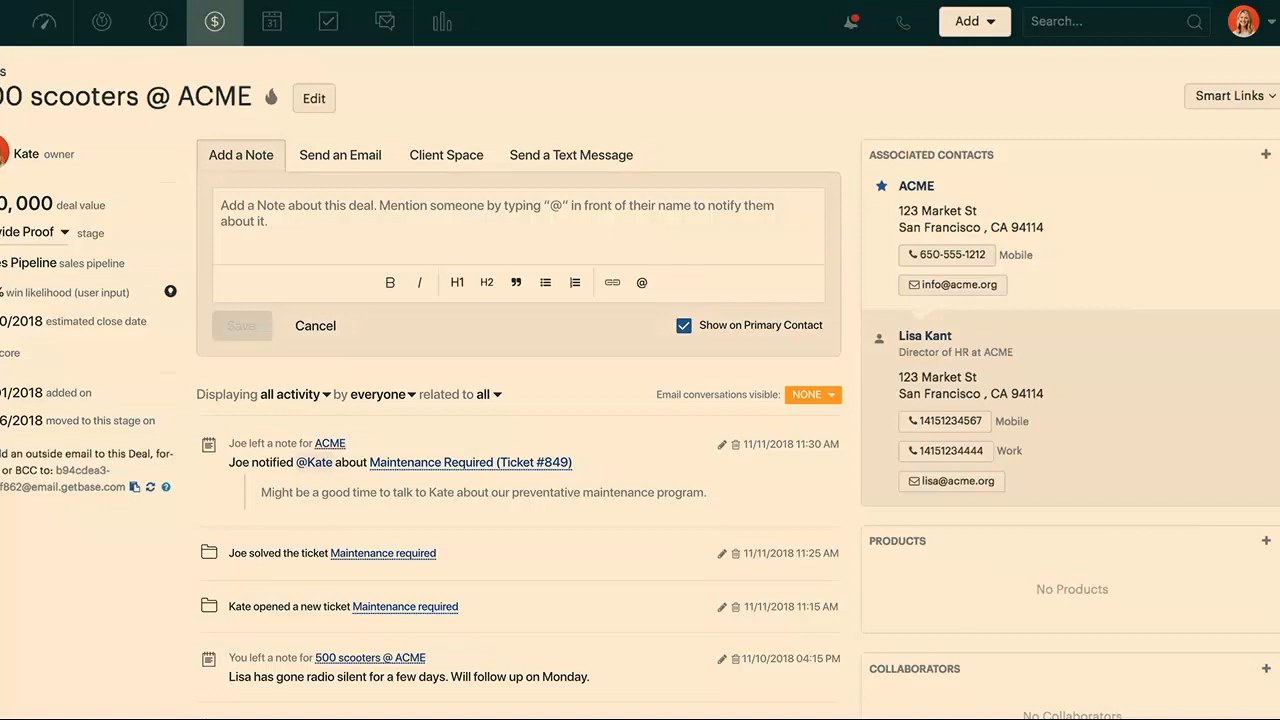 31
Add
Search...
s
00 scooters @ ACME
Edit
Smart Links
Kate owner
0,000 deal value
vide Proof stage
es Pipeline sales pipeline
% win likelihood (user input)
0/2018 estimated close date
core
01/2018 added on
6/2018 moved to this stage on
dd an outside email to this Deal, for-
or BCC to: b94cdea3-
f862@email.getbase.com
Add a Note
Send an Email
Client Space
Send a Text Message
Add a Note about this deal. Mention someone by typing “@” in front of their name to notify them
about it.
B I H1 H2 @
Save
Cancel
Show on Primary Contact
Displaying all activity by everyone related to all
Email conversations visible: NONE
Joe left a note for ACME
11/11/2018 11:30 AM
Joe notified @Kate about Maintenance Required (Ticket #849)
Might be a good time to talk to Kate about our preventative maintenance program.
Joe solved the ticket Maintenance required
11/11/2018 11:25 AM
Kate opened a new ticket Maintenance required
11/11/2018 11:15 AM
You left a note for 500 scooters @ ACME
11/10/2018 04:15 PM
Lisa has gone radio silent for a few days. Will follow up on Monday.
ASSOCIATED CONTACTS
ACME
123 Market St
San Francisco , CA 94114
650-555-1212 Mobile
info@acme.org
Lisa Kant
Director of HR at ACME
123 Market St
San Francisco , CA 94114
14151234567 Mobile
14151234444 Work
lisa@acme.org
PRODUCTS
No Products
COLLABORATORS
No Collaborators